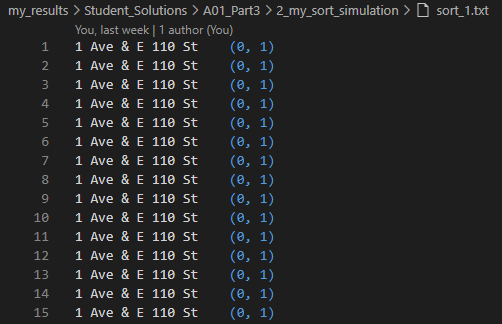 my_results > Student_Solutions > A01_Part3 > 2_my_sort_simulation > sort_1.txt
You, last week | 1 author (You)
1 1 Ave & E 110 St (0, 1)
2 1 Ave & E 110 St (0, 1)
3 1 Ave & E 110 St (0, 1)
4 1 Ave & E 110 St (0, 1)
5 1 Ave & E 110 St (0, 1)
6 1 Ave & E 110 St (0, 1)
7 1 Ave & E 110 St (0, 1)
8 1 Ave & E 110 St (0, 1)
9 1 Ave & E 110 St (0, 1)
10 1 Ave & E 110 St (0, 1)
11 1 Ave & E 110 St (0, 1)
12 1 Ave & E 110 St (0, 1)
13 1 Ave & E 110 St (0, 1)
14 1 Ave & E 110 St (0, 1)
15 1 Ave & E 110 St (0, 1)